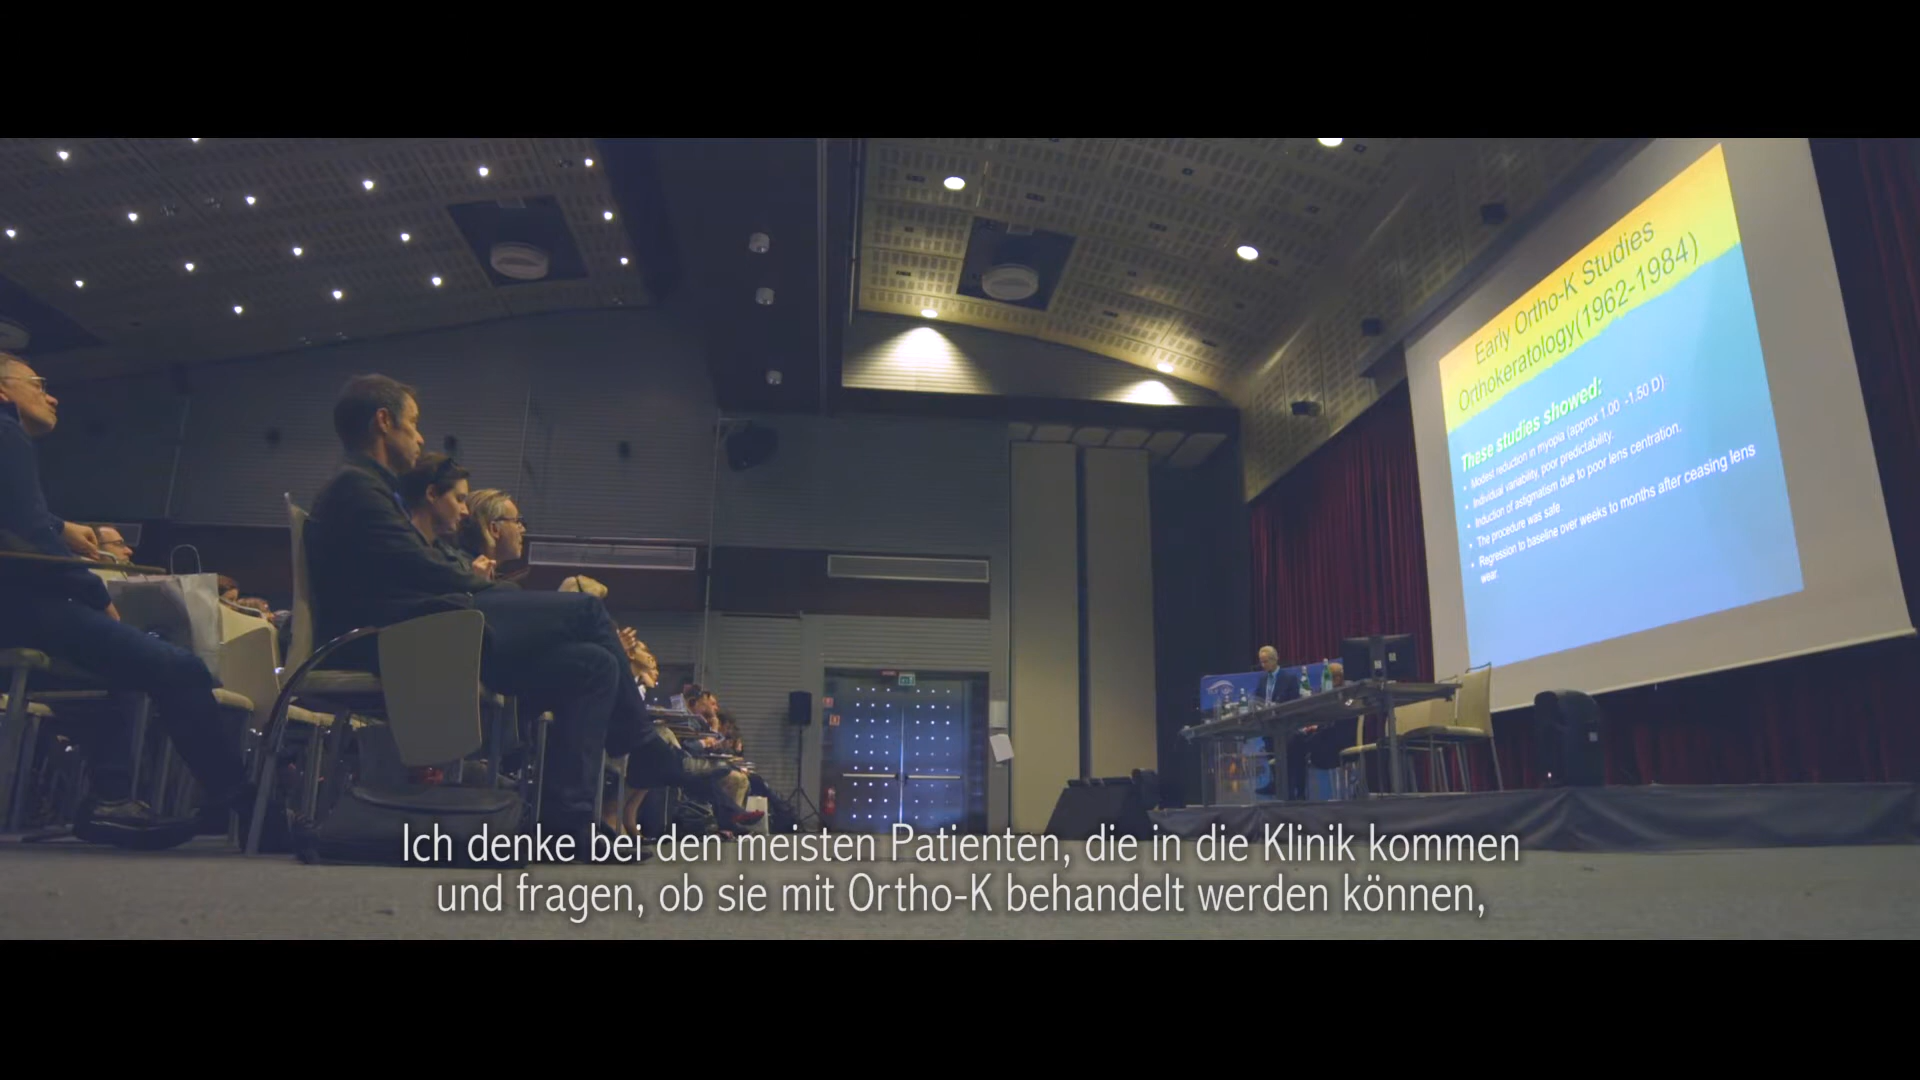 Early Ortho-K Studies
Orthokeratology(1962-1984)
These studies showed:
• Modest reduction in myopia (approx 1.00 -1.50 D)
• Individual variability, poor predictability.
• Induction of astigmatism due to poor lens centration.
• The procedure was safe.
• Regression to baseline over weeks to months after ceasing lens
wear.
Ich denke bei den meisten Patienten, die in die Klinik kommen
und fragen, ob sie mit Ortho-K behandelt werden können,